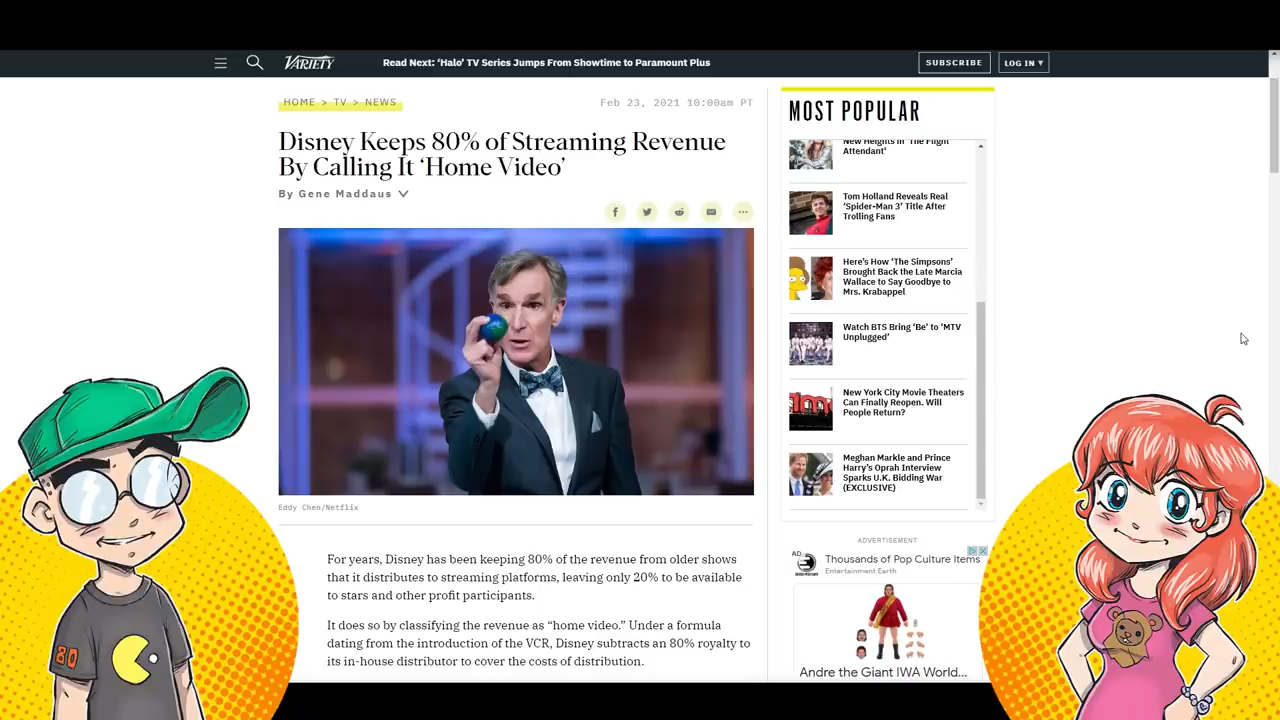 VARIETY
Read Next: ‘Halo’ TV Series Jumps From Showtime to Paramount Plus
SUBSCRIBE
LOG IN ▾
HOME > TV > NEWS
Feb 23, 2021 10:00am PT
Disney Keeps 80% of Streaming Revenue
By Calling It ‘Home Video’
By Gene Maddaus
Eddy Chen/Netflix
For years, Disney has been keeping 80% of the revenue from older shows
that it distributes to streaming platforms, leaving only 20% to be available
to stars and other profit participants.
It does so by classifying the revenue as “home video.” Under a formula
dating from the introduction of the VCR, Disney subtracts an 80% royalty to
its in-house distributor to cover the costs of distribution.
MOST POPULAR
New Heights in ‘The Flight
Attendant’
Tom Holland Reveals Real
‘Spider-Man 3’ Title After
Trolling Fans
Here’s How ‘The Simpsons’
Brought Back the Late Marcia
Wallace to Say Goodbye to
Mrs. Krabappel
Watch BTS Bring ‘Be’ to ‘MTV
Unplugged’
New York City Movie Theaters
Can Finally Reopen. Will
People Return?
Meghan Markle and Prince
Harry’s Oprah Interview
Sparks U.K. Bidding War
(EXCLUSIVE)
ADVERTISEMENT
AD
Thousands of Pop Culture Items
Entertainment Earth
Andre the Giant IWA World...
80